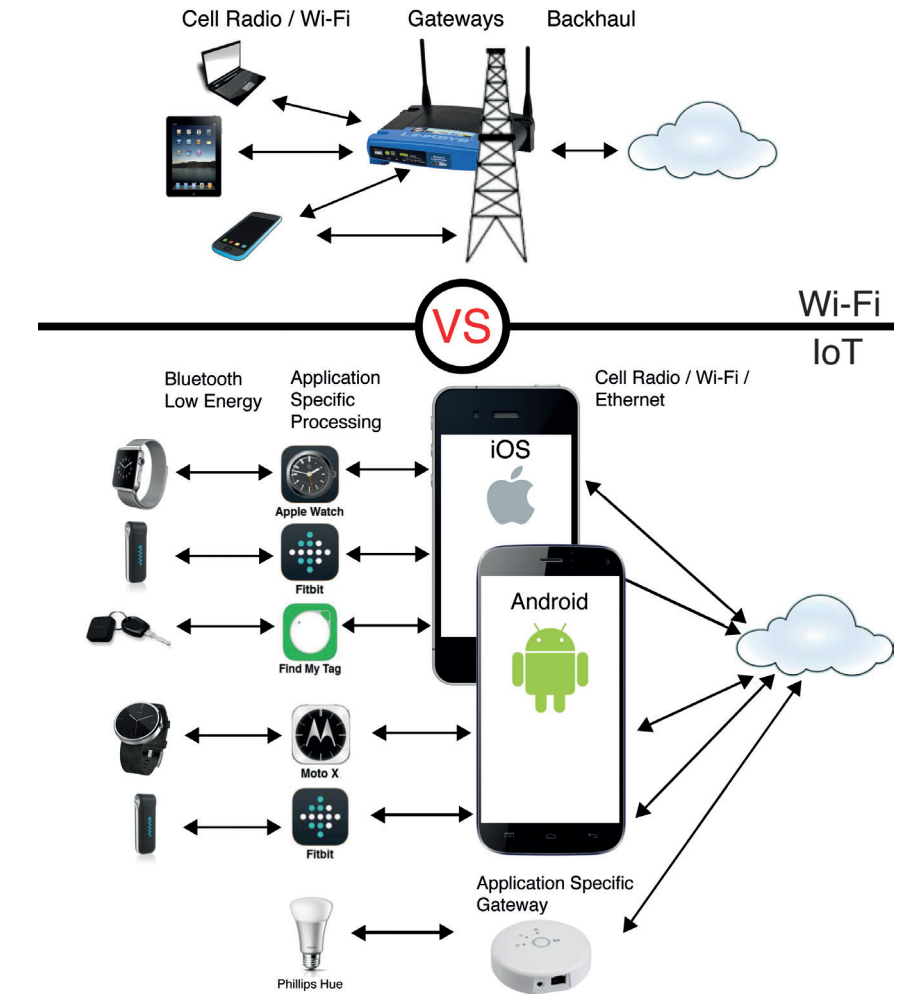 Cell Radio / Wi-Fi
Gateways
Backhaul
LINKSYS
Wi-Fi
VS
IoT
Bluetooth
Low Energy
Application
Specific
Processing
Cell Radio / Wi-Fi /
Ethernet
iOS
Apple Watch
Fitbit
Android
Find My Tag
Moto X
Fitbit
Application Specific
Gateway
Phillips Hue